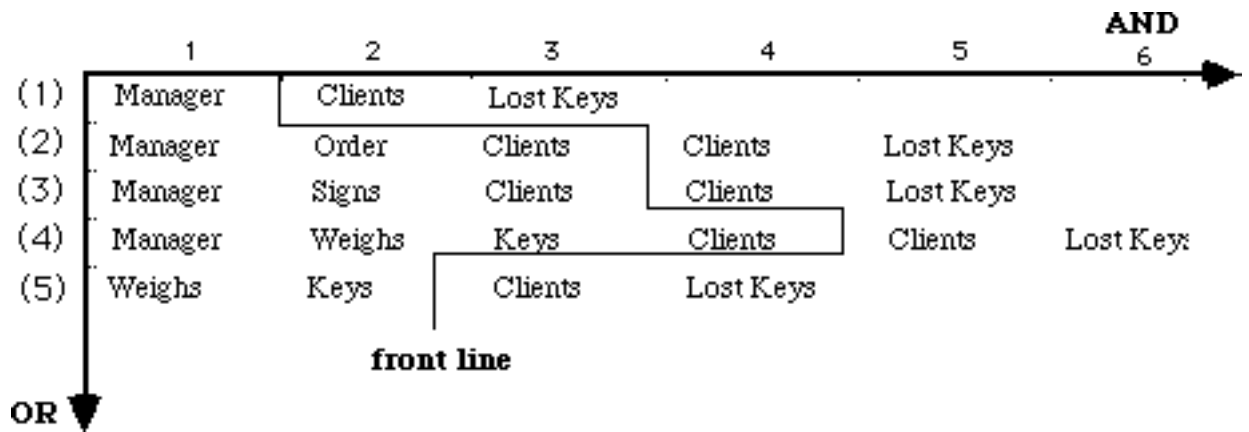 AND
1 2 3 4 5 6
(1) Manager Clients Lost Keys
(2) Manager Order Clients Clients Lost Keys
(3) Manager Signs Clients Clients Lost Keys
(4) Manager Weighs Keys Clients Clients Lost Keys
(5) Weighs Keys Clients Lost Keys
front line
OR